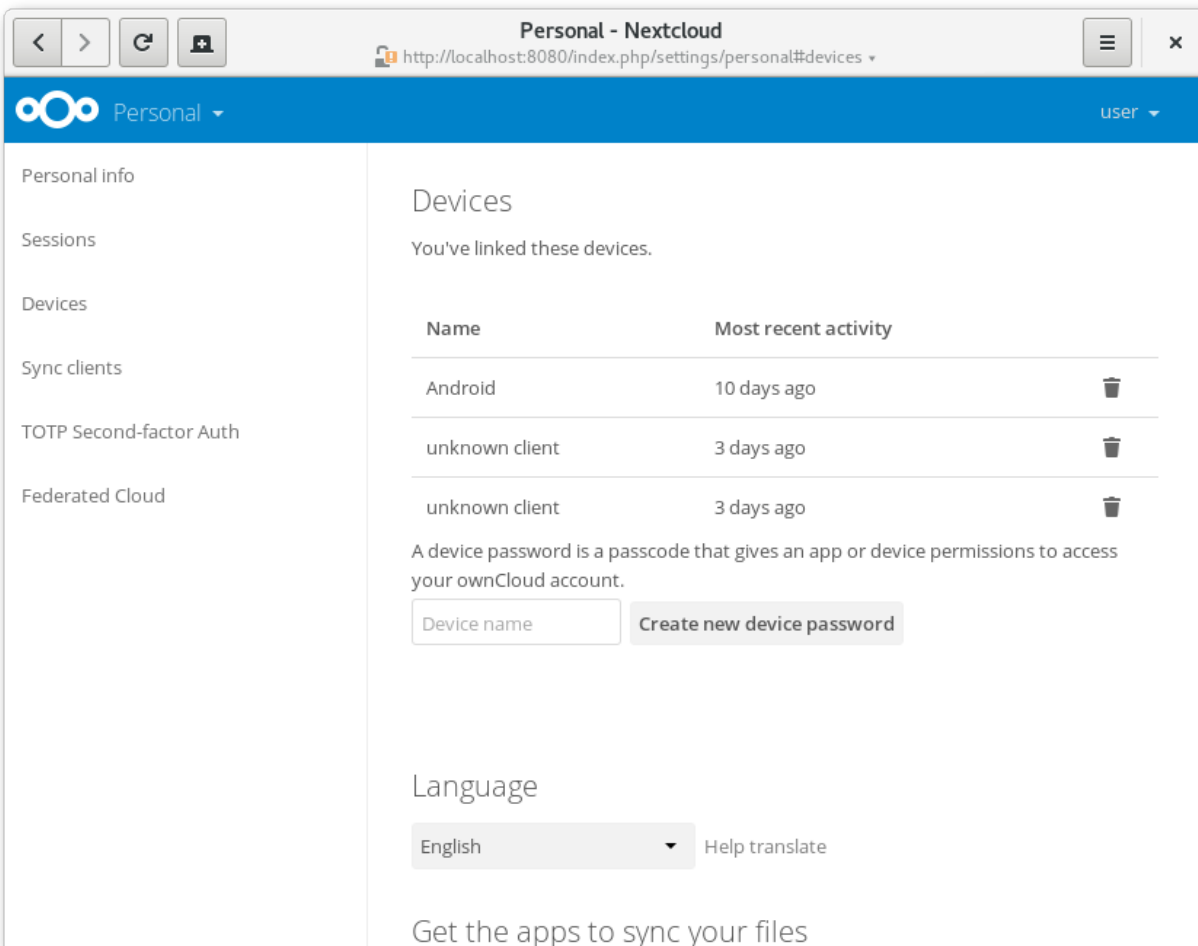 Personal - Nextcloud
http://localhost:8080/index.php/settings/personal#devices
Personal
user
Personal info
Sessions
Devices
Sync clients
TOTP Second-factor Auth
Federated Cloud
Devices
You've linked these devices.
Name Most recent activity
Android 10 days ago
unknown client 3 days ago
unknown client 3 days ago
A device password is a passcode that gives an app or device permissions to access
your ownCloud account.
Device name Create new device password
Language
English Help translate
Get the apps to sync your files